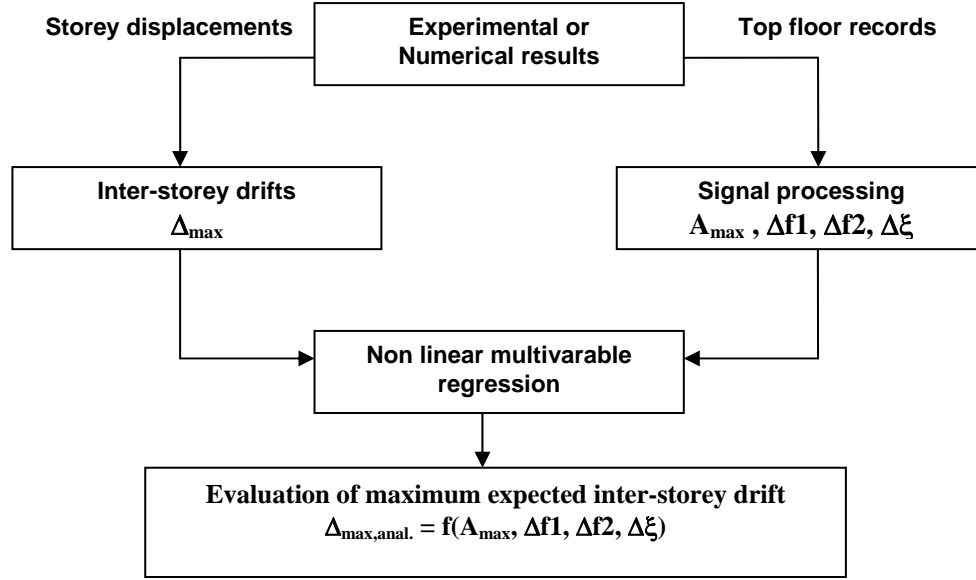 Storey displacements
Experimental or
Numerical results
Top floor records
Inter-storey drifts
Δmax
Signal processing
Amax , Δf1, Δf2, Δξ
Non linear multivarable
regression
Evaluation of maximum expected inter-storey drift
Δmax,anal. = f(Amax, Δf1, Δf2, Δξ)